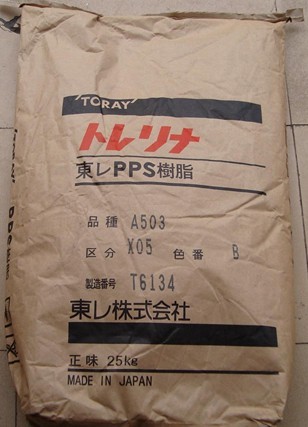 TORAY
トレリナ
東レPPS樹脂
品種 A503
区分 X05 色番 B
製造番号 T6134
東レ株式会社
正味 25kg
MADE IN JAPAN